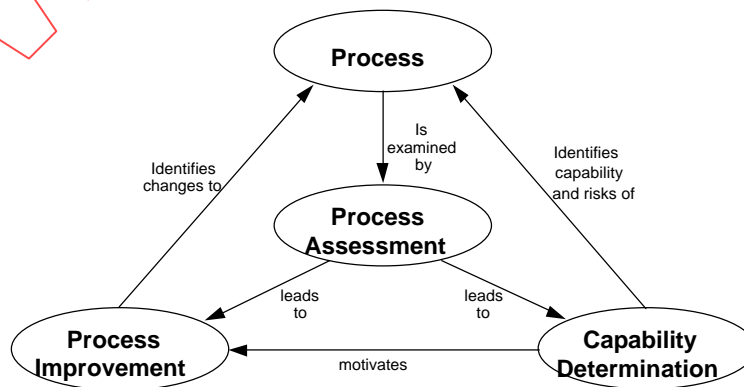 Process
Is
examined
by
Identifies
changes to
Identifies
capability
and risks of
Process
Assessment
leads
to
leads
to
Process
Improvement
motivates
Capability
Determination